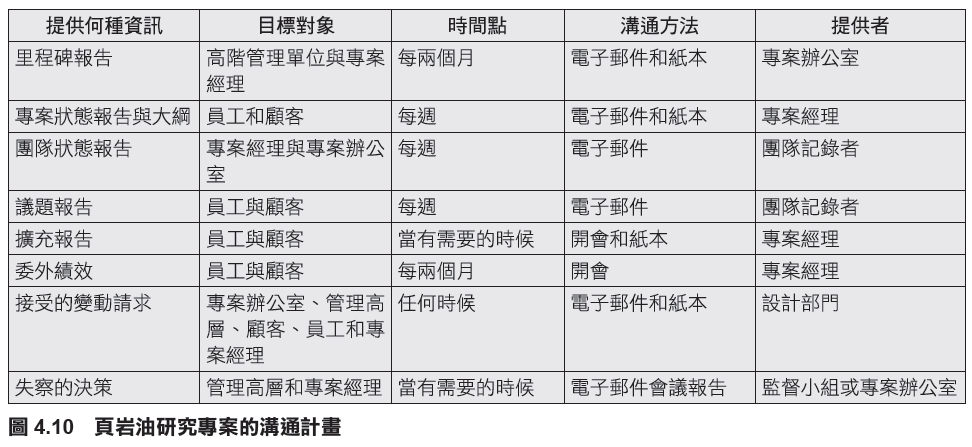 提供何種資訊 目標對象 時間點 溝通方法 提供者
里程碑報告 高階管理單位與專案 每兩個月 電子郵件和紙本 專案辦公室
經理
專案狀態報告與大綱 員工和顧客 每週 電子郵件和紙本 專案經理
團隊狀態報告 專案經理與專案辦公 每週 電子郵件 團隊記錄者
室
議題報告 員工與顧客 每週 電子郵件 團隊記錄者
擴充報告 員工與顧客 當有需要的時候 開會和紙本 專案經理
委外績效 員工與顧客 每兩個月 開會 專案經理
接受的變動請求 專案辦公室、管理高 任何時候 電子郵件和紙本 設計部門
層、顧客、員工和專
案經理
失察的決策 管理高層和專案經理 當有需要的時候 電子郵件會議報告 監督小組或專案辦公室
圖 4.10 頁岩油研究專案的溝通計畫